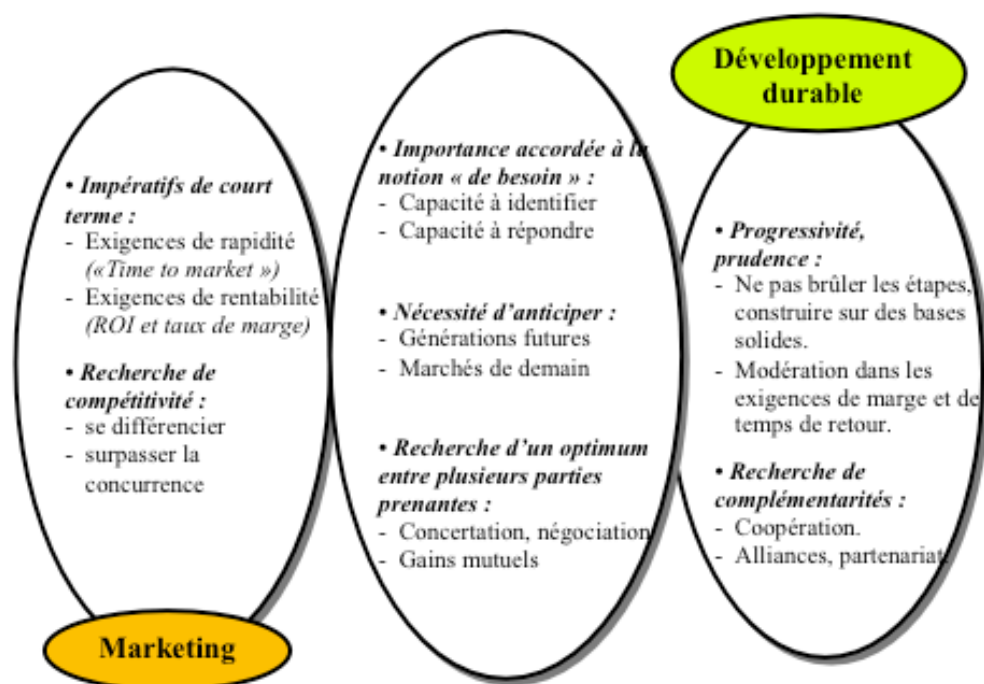 • Impératifs de court
terme :
- Exigences de rapidité
(«Time to market »)
- Exigences de rentabilité
(ROI et taux de marge)
• Recherche de
compétitivité :
- se différencier
- surpasser la
concurrence
Marketing
• Importance accordée à la
notion « de besoin » :
- Capacité à identifier
- Capacité à répondre
• Nécessité d'anticiper :
- Générations futures
- Marchés de demain
• Recherche d'un optimum
entre plusieurs parties
prenantes :
- Concertation, négociation
- Gains mutuels
Développement
durable
• Progressivité,
prudence :
- Ne pas brûler les étapes,
construire sur des bases
solides.
- Modération dans les
exigences de marge et de
temps de retour.
• Recherche de
complémentarités :
- Coopération.
- Alliances, partenariat.